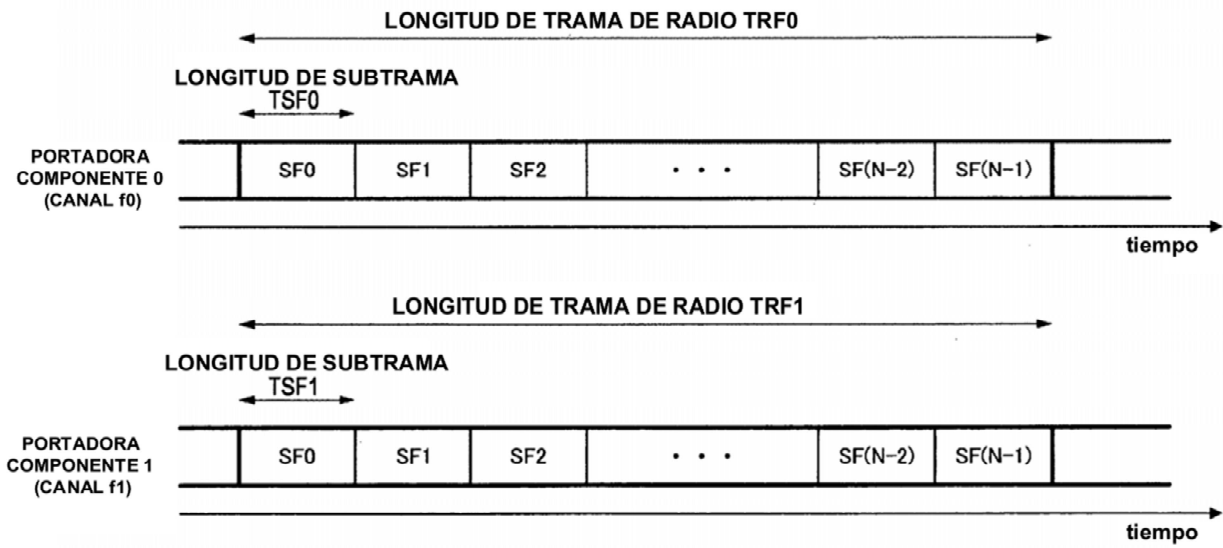 LONGITUD DE TRAMA DE RADIO TRF0
LONGITUD DE SUBTRAMA
TSF0
PORTADORA
COMPONENTE 0
(CANAL f0)
SF0 SF1 SF2 · · · SF(N-2) SF(N-1)
tiempo
LONGITUD DE TRAMA DE RADIO TRF1
LONGITUD DE SUBTRAMA
TSF1
PORTADORA
COMPONENTE 1
(CANAL f1)
SF0 SF1 SF2 · · · SF(N-2) SF(N-1)
tiempo